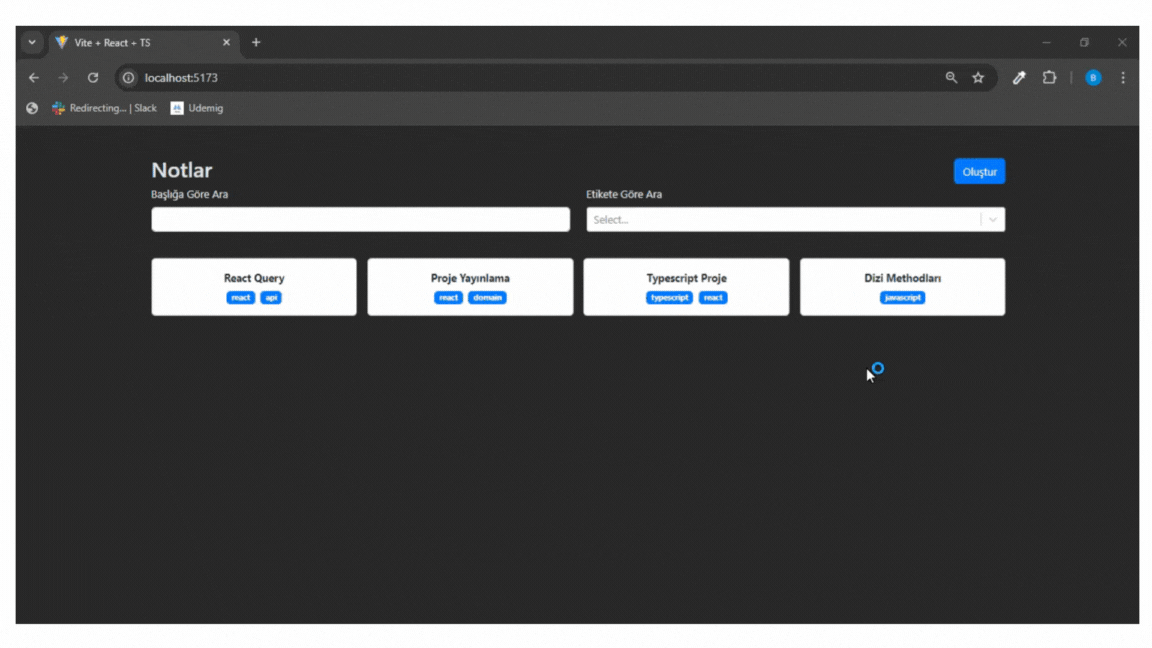 Vite + React + TS
localhost:5173
B
Redirecting... | Slack
Udemig
Notlar
Oluştur
Başlığa Göre Ara
Etikete Göre Ara
Select...
React Query
react api
Proje Yayınlama
react domain
Typescript Proje
typescript react
Dizi Methodları
javascript